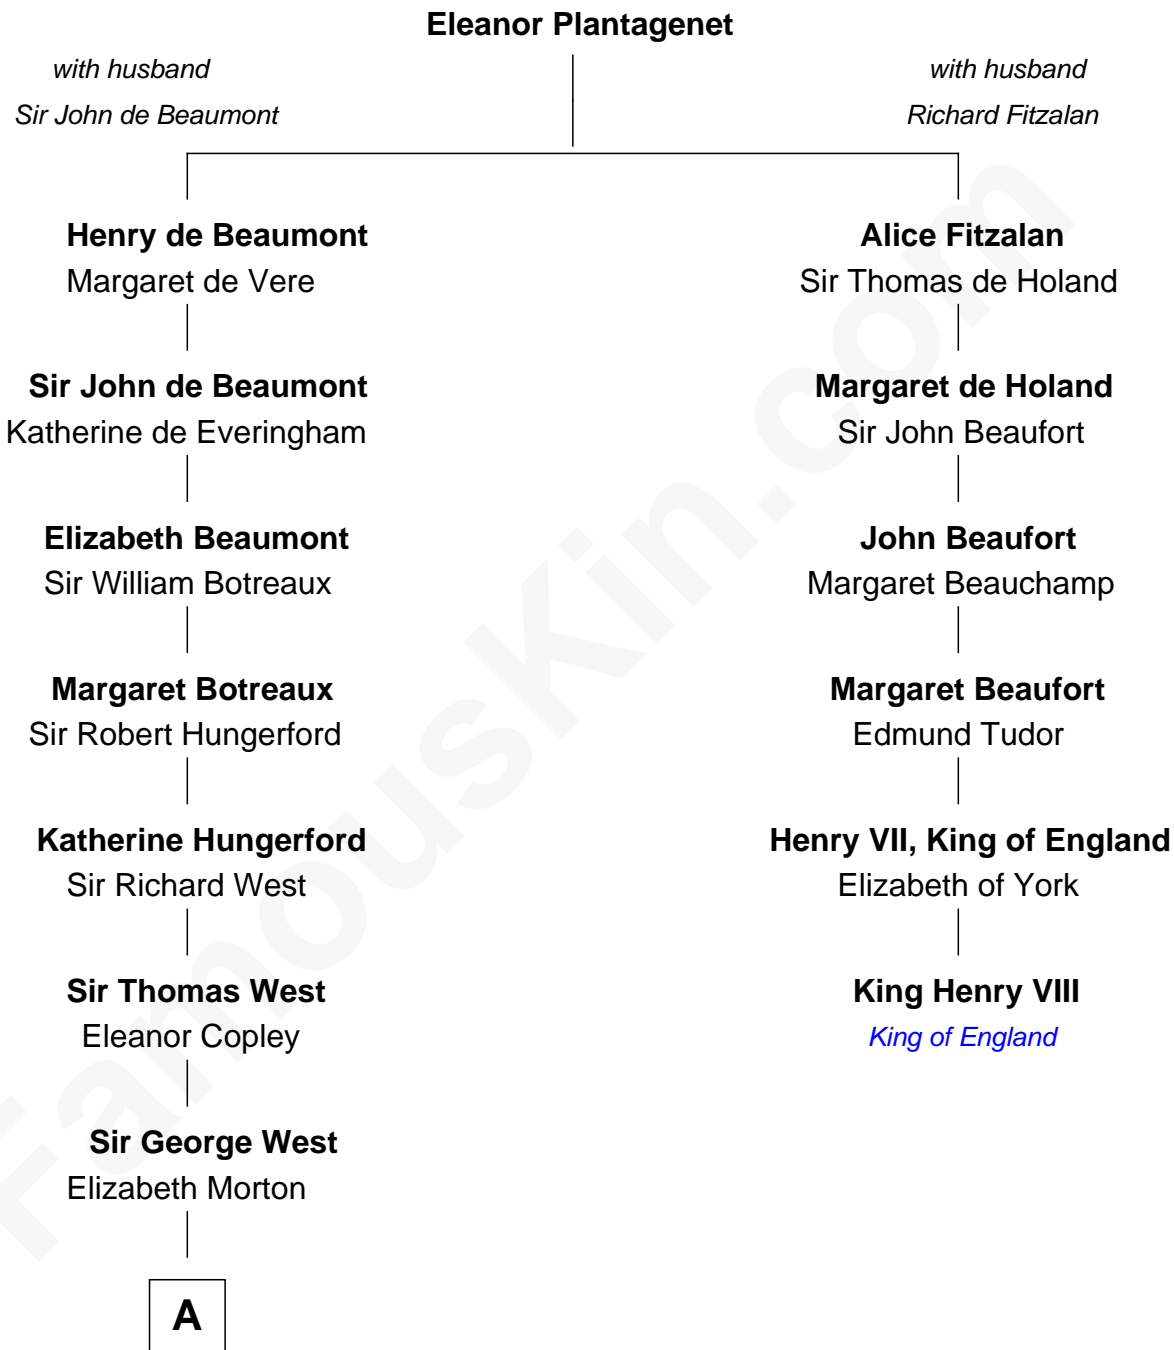 Eleanor Plantagenet
with husband
Sir John de Beaumont
with husband
Richard Fitzalan
Henry de Beaumont
Margaret de Vere
Alice Fitzalan
Sir Thomas de Holand
Sir John de Beaumont
Katherine de Everingham
Margaret de Holand
Sir John Beaufort
Elizabeth Beaumont
Sir William Botreaux
John Beaufort
Margaret Beauchamp
Margaret Botreaux
Sir Robert Hungerford
Margaret Beaufort
Edmund Tudor
Katherine Hungerford
Sir Richard West
Henry VII, King of England
Elizabeth of York
Sir Thomas West
Eleanor Copley
King Henry VIII
King of England
Sir George West
Elizabeth Morton
A
FamousKin.com